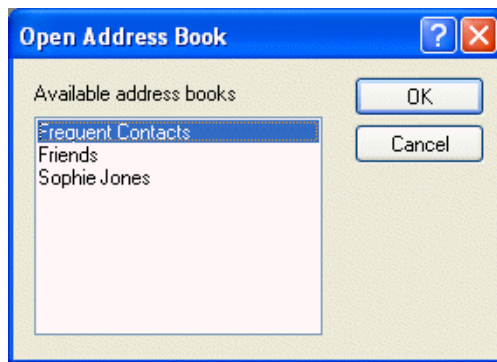 Open Address Book
Available address books
OK
Frequent Contacts
Cancel
Friends
Sophie Jones